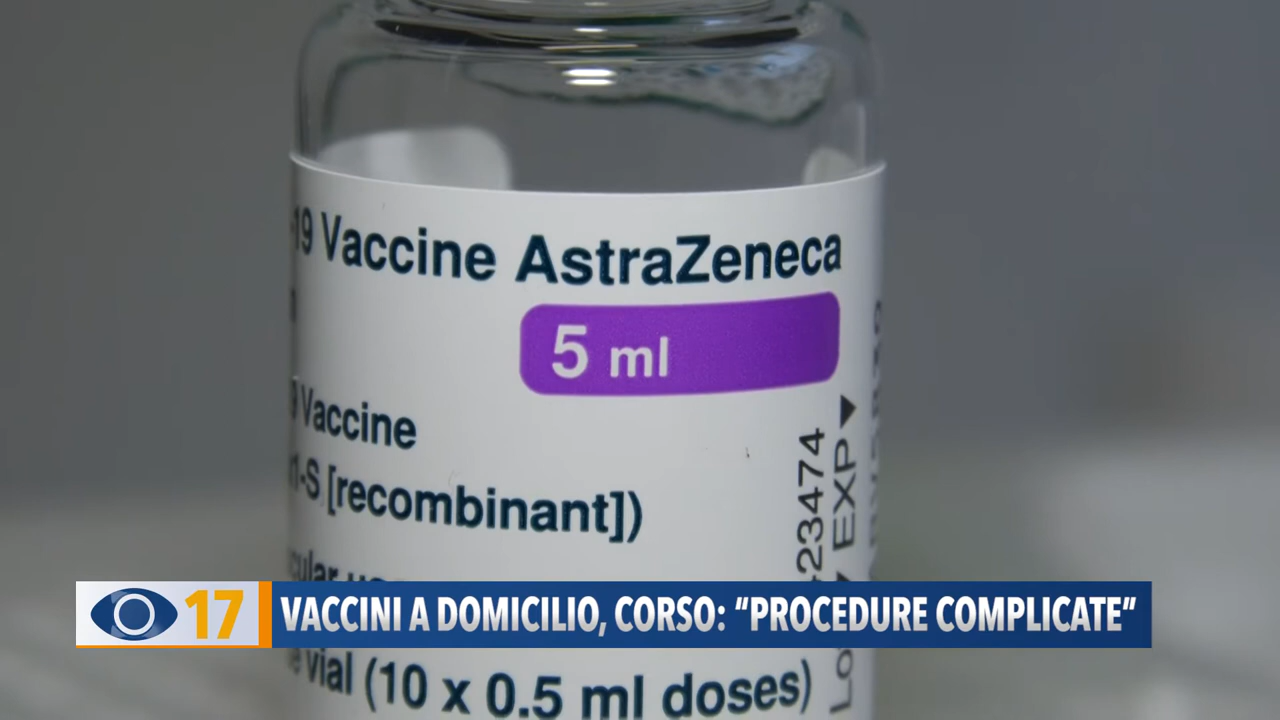 -19 Vaccine AstraZeneca
5 ml
Vaccine
-S [recombinant])
23474
EXP
17
VACCINI A DOMICILIO, CORSO: “PROCEDURE COMPLICATE”
vial (10 x 0.5 ml doses)